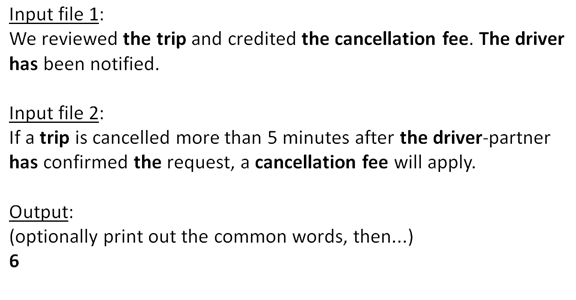 Input file 1:
We reviewed the trip and credited the cancellation fee. The driver
has been notified.
Input file 2:
If a trip is cancelled more than 5 minutes after the driver-partner
has confirmed the request, a cancellation fee will apply.
Output:
(optionally print out the common words, then...)
6